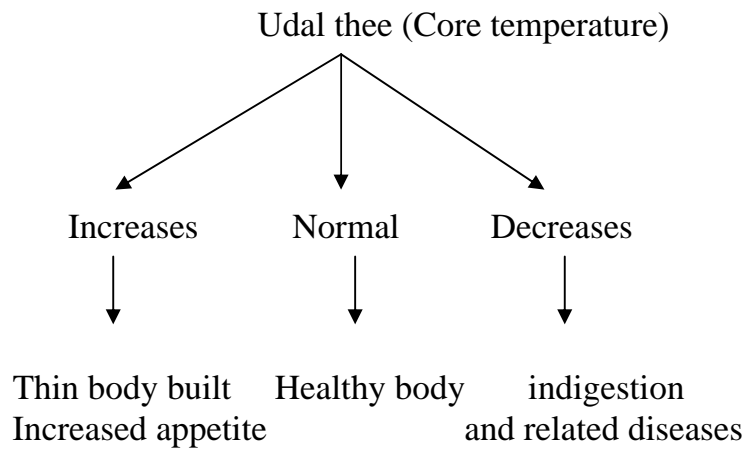 Udal thee (Core temperature)
Increases Normal Decreases
Thin body built Healthy body indigestion
Increased appetite and related diseases